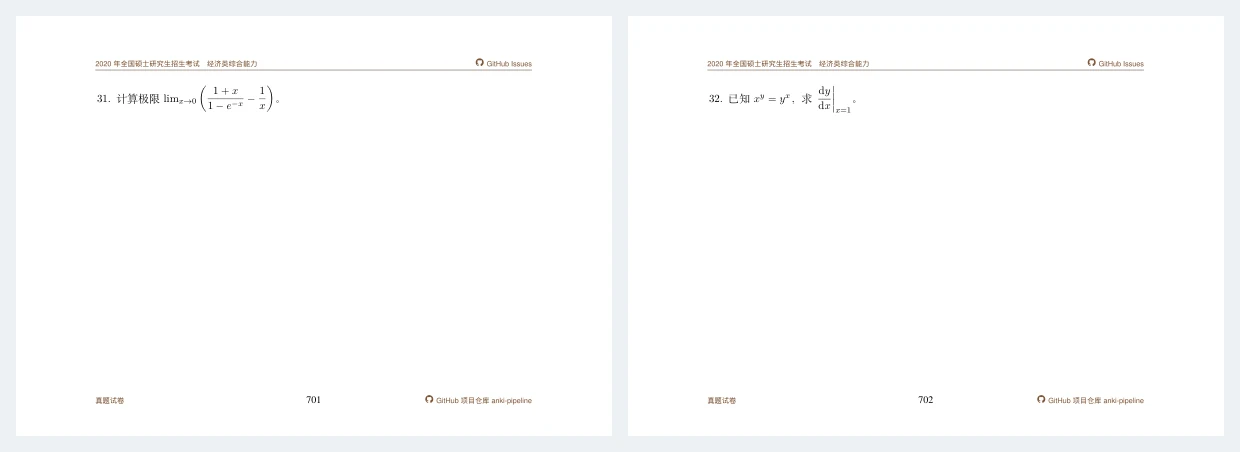 2020 年全国硕士研究生招生考试 经济类综合能力 GitHub Issues
31. 计算极限 lim_{x→0} ( (1 + x)/(1 − e^{−x}) − 1/x )。
真题试卷 701 GitHub 项目仓库 anki-pipeline
2020 年全国硕士研究生招生考试 经济类综合能力 GitHub Issues
32. 已知 x^y = y^x，求 dy/dx |_{x=1}。
真题试卷 702 GitHub 项目仓库 anki-pipeline